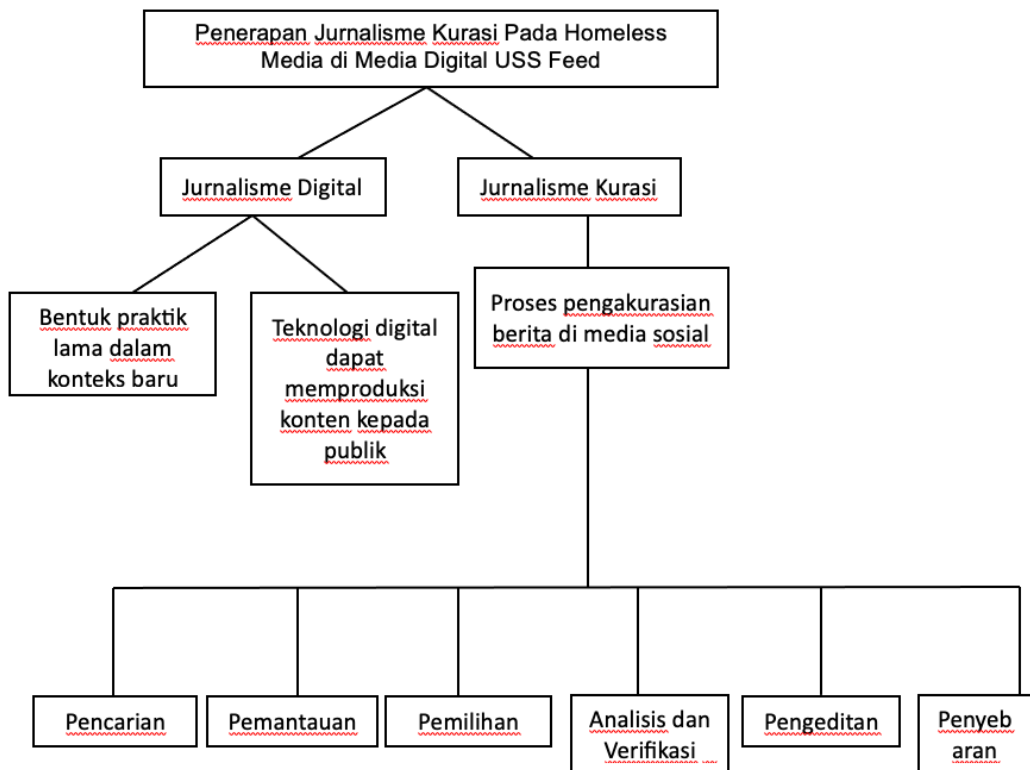 Penerapan Jurnalisme Kurasi Pada Homeless
Media di Media Digital USS Feed
Jurnalisme Digital
Jurnalisme Kurasi
Bentuk praktik
lama dalam
konteks baru
Teknologi digital
dapat
memproduksi
konten kepada
publik
Proses pengakurasian
berita di media sosial
Pencarian
Pemantauan
Pemilihan
Analisis dan
Verifikasi
Pengeditan
Penyeb
aran